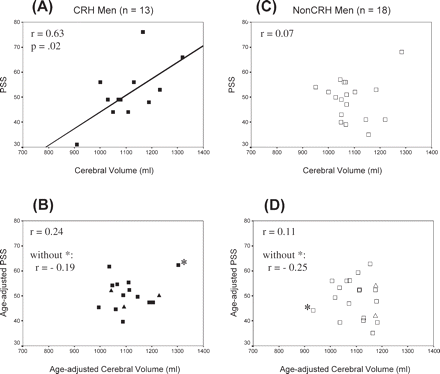 (A) CRH Men (n = 13)
r = 0.63
p = .02
80
70
60
50
40
30
PSS
700 800 900 1000 1100 1200 1300 1400
Cerebral Volume (ml)
(C) NonCRH Men (n = 18)
r = 0.07
80
70
60
50
40
30
PSS
700 800 900 1000 1100 1200 1300 1400
Cerebral Volume (ml)
(B)
r = 0.24
without *:
r = - 0.19
*
80
70
60
50
40
30
Age-adjusted PSS
700 800 900 1000 1100 1200 1300 1400
Age-adjusted Cerebral Volume (ml)
(D)
r = 0.11
without *:
r = - 0.25
*
80
70
60
50
40
30
Age-adjusted PSS
700 800 900 1000 1100 1200 1300 1400
Age-adjusted Cerebral Volume (ml)